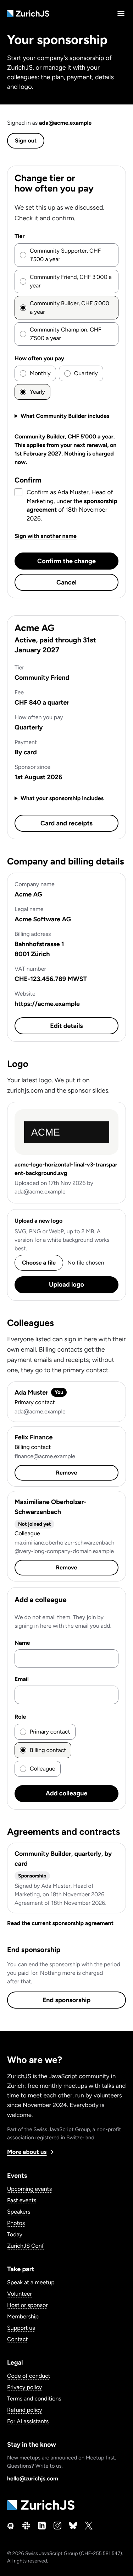 ZurichJS
Your sponsorship
Start your company's sponsorship of
ZurichJS, or manage it with your
colleagues: the plan, payment details,
and logo.
Signed in as ada@acme.example
Sign out
Change tier or
how often you pay
We set this up as we discussed.
Check it and confirm.
Tier
Community Supporter, CHF
1'500 a year
Community Friend, CHF 3'000 a
year
Community Builder, CHF 5'000
a year
Community Champion, CHF
7'500 a year
How often you pay
Monthly
Quarterly
Yearly
What Community Builder includes
Community Builder, CHF 5'000 a year.
This applies from your next renewal, on
1st February 2027. Nothing is charged
now.
Confirm
Confirm as Ada Muster, Head of
Marketing, under the sponsorship
agreement of 18th November
2026.
Sign with another name
Confirm the change
Cancel
Acme AG
Active, paid through 31st
January 2027
Tier
Community Friend
Fee
CHF 840 a quarter
How often you pay
Quarterly
Payment
By card
Sponsor since
1st August 2026
What your sponsorship includes
Card and receipts
Company and billing details
Company name
Acme AG
Legal name
Acme Software AG
Billing address
Bahnhofstrasse 1
8001 Zürich
VAT number
CHE-123.456.789 MWST
Website
https://acme.example
Edit details
Logo
Your latest logo. We put it on
zurichjs.com and the sponsor slides.
ACME
acme-logo-horizontal-final-v3-transpar
ent-background.svg
Uploaded on 17th Nov 2026 by
ada@acme.example
Upload a new logo
SVG, PNG or WebP, up to 2 MB. A
version for a white background works
best.
Choose a file
No file chosen
Upload logo
Colleagues
Everyone listed can sign in here with their
own email. Billing contacts get the
payment emails and receipts; without
one, they go to the primary contact.
Ada Muster You
Primary contact
ada@acme.example
Felix Finance
Billing contact
finance@acme.example
Remove
Maximiliane Oberholzer-
Schwarzenbach
Not joined yet
Colleague
maximiliane.oberholzer-schwarzenbach
@very-long-company-domain.example
Remove
Add a colleague
We do not email them. They join by
signing in here with the email you add.
Name
Email
Role
Primary contact
Billing contact
Colleague
Add colleague
Agreements and contracts
Community Builder, quarterly, by
card
Sponsorship
Signed by Ada Muster, Head of
Marketing, on 18th November 2026.
Agreement of 18th November 2026.
Read the current sponsorship agreement
End sponsorship
You can end the sponsorship with the period
you paid for. Nothing more is charged
after that.
End sponsorship
Who are we?
ZurichJS is the JavaScript community in
Zurich: free monthly meetups with talks and
time to meet each other, run by volunteers
since November 2024. Everybody is
welcome.
Part of the Swiss JavaScript Group, a non-profit
association registered in Switzerland.
More about us
Events
Upcoming events
Past events
Speakers
Photos
Today
ZurichJS Conf
Take part
Speak at a meetup
Volunteer
Host or sponsor
Membership
Support us
Contact
Legal
Code of conduct
Privacy policy
Terms and conditions
Refund policy
For AI assistants
Stay in the know
New meetups are announced on Meetup first.
Questions? Write to us.
hello@zurichjs.com
ZurichJS
© 2026 Swiss JavaScript Group (CHE-255.581.547).
All rights reserved.